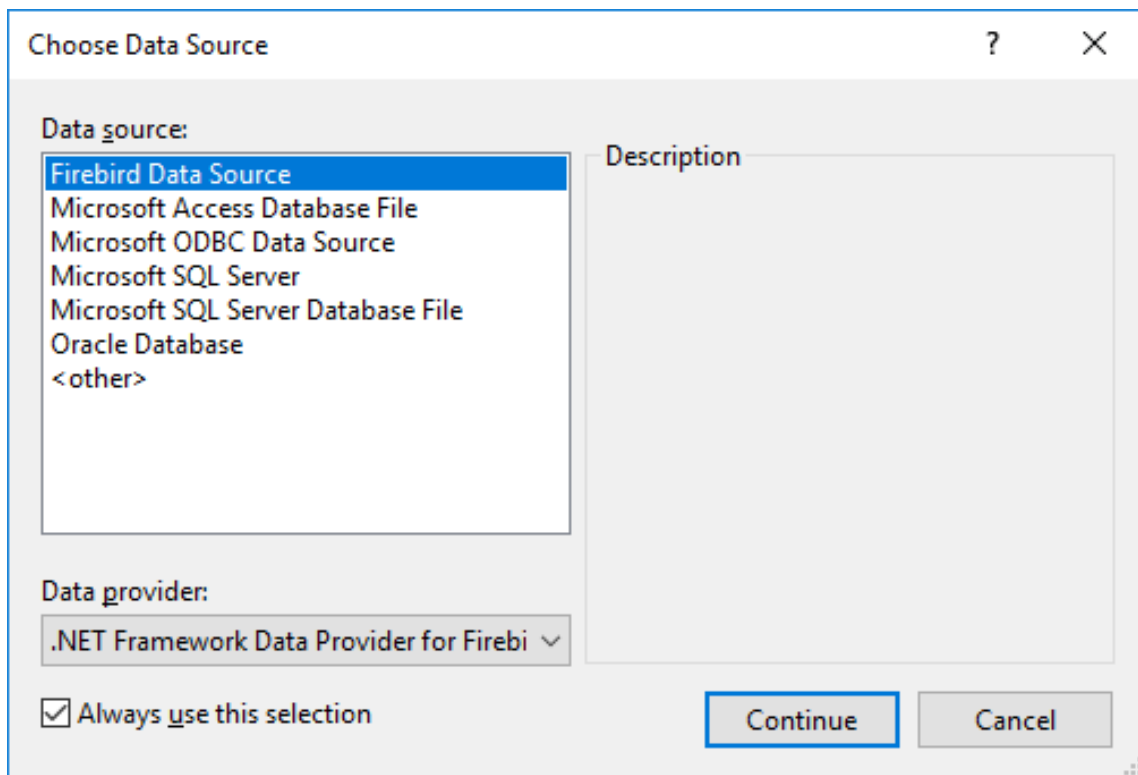 Choose Data Source
?
Data source:
Firebird Data Source
Microsoft Access Database File
Microsoft ODBC Data Source
Microsoft SQL Server
Microsoft SQL Server Database File
Oracle Database
<other>
Description
Data provider:
.NET Framework Data Provider for Firebi
Always use this selection
Continue
Cancel